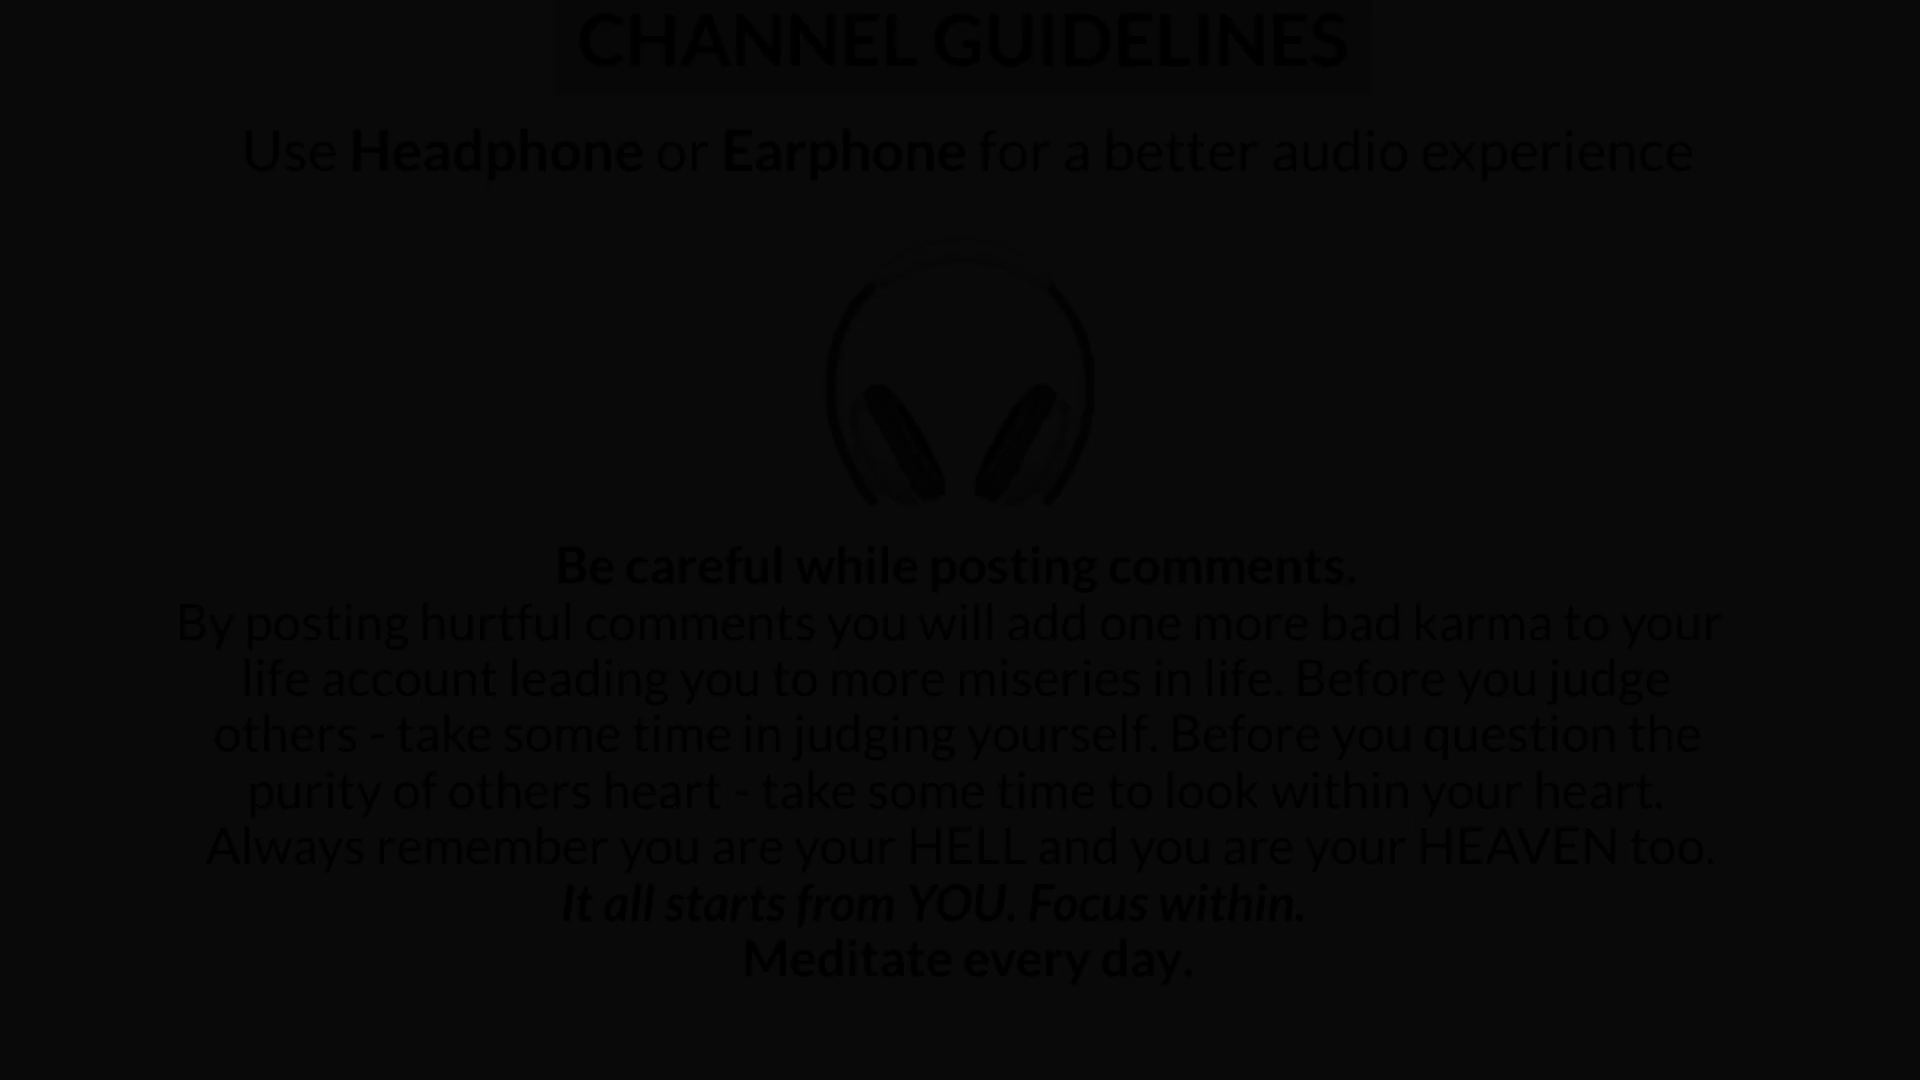 CHANNEL GUIDELINES
Use Headphone or Earphone for a better audio experience
Be careful while posting comments.
By posting hurtful comments you will add one more bad karma to your
life account leading you to more miseries in life. Before you judge
others - take some time in judging yourself. Before you question the
purity of others heart - take some time to look within your heart.
Always remember you are your HELL and you are your HEAVEN too.
It all starts from YOU. Focus within.
Meditate every day.